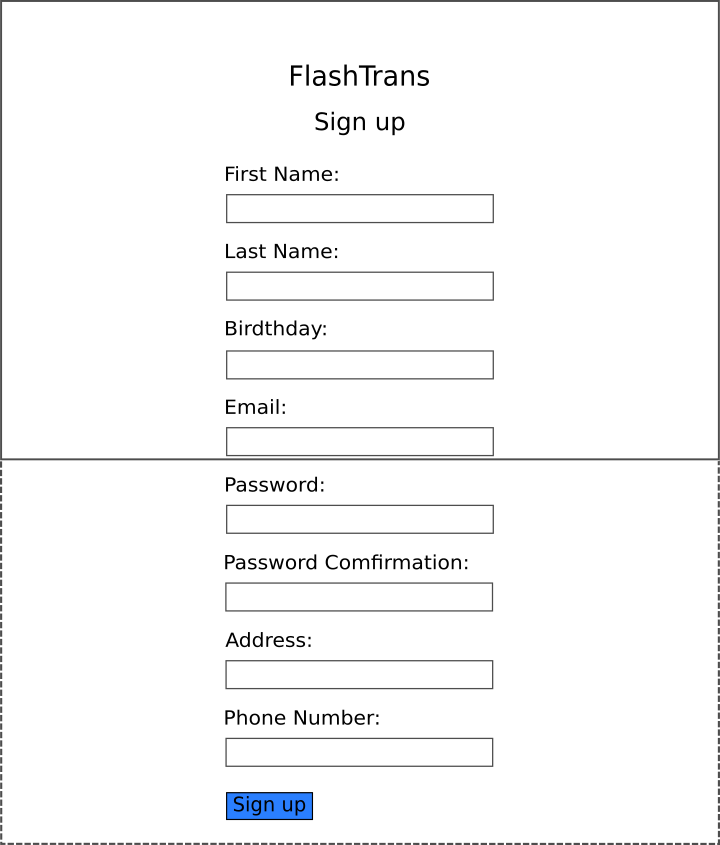 FlashTrans
Sign up
First Name:
Last Name:
Birdthday:
Email:
Password:
Password Comfirmation:
Address:
Phone Number:
Sign up